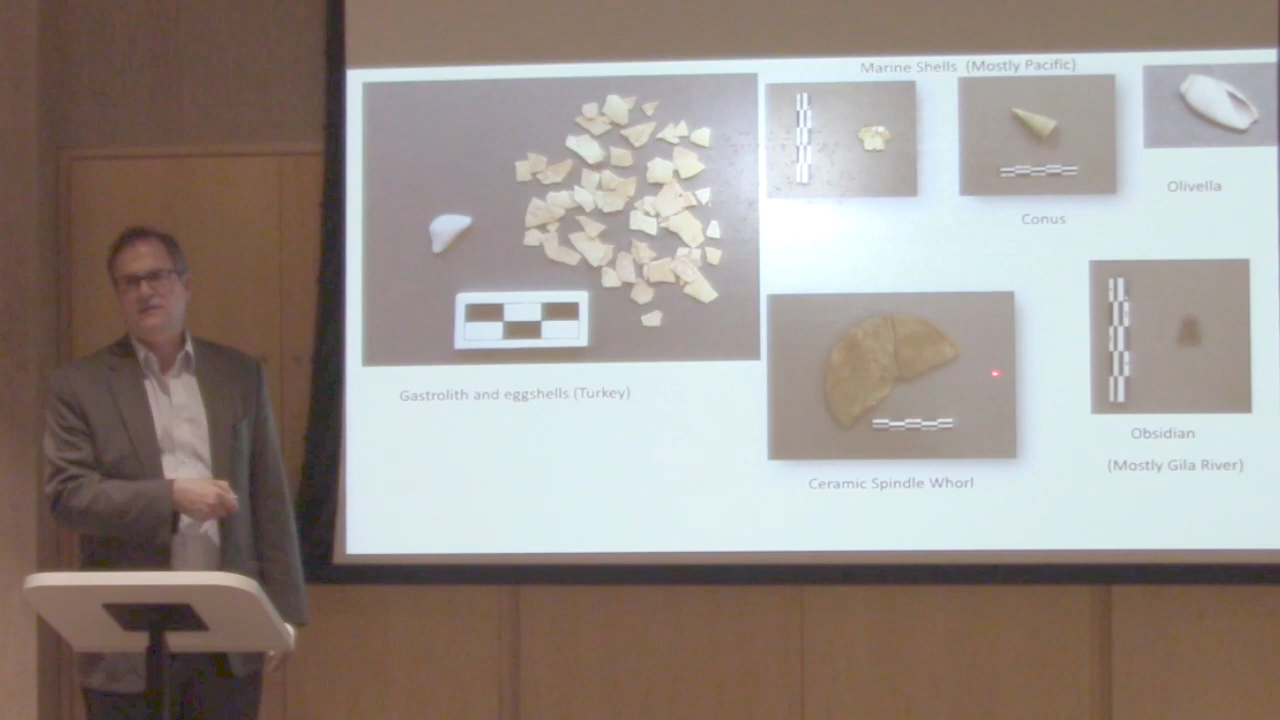 Marine Shells (Mostly Pacific)
Olivella
Conus
Gastrolith and eggshells (Turkey)
Obsidian
(Mostly Gila River)
Ceramic Spindle Whorl